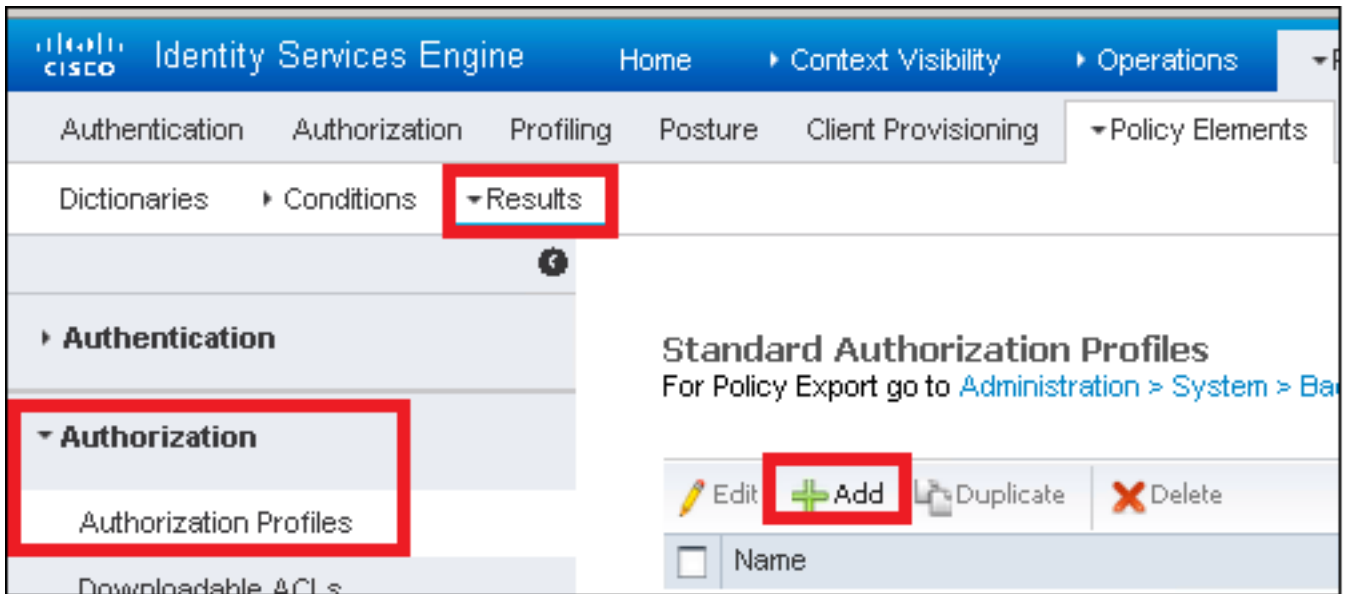 CISCO Identity Services Engine Home Context Visibility Operations
Authentication Authorization Profiling Posture Client Provisioning Policy Elements
Dictionaries Conditions Results
Authentication
Standard Authorization Profiles
For Policy Export go to Administration > System >
Authorization
Edit Add Duplicate Delete
Authorization Profiles
Name
Downloadable ACLs